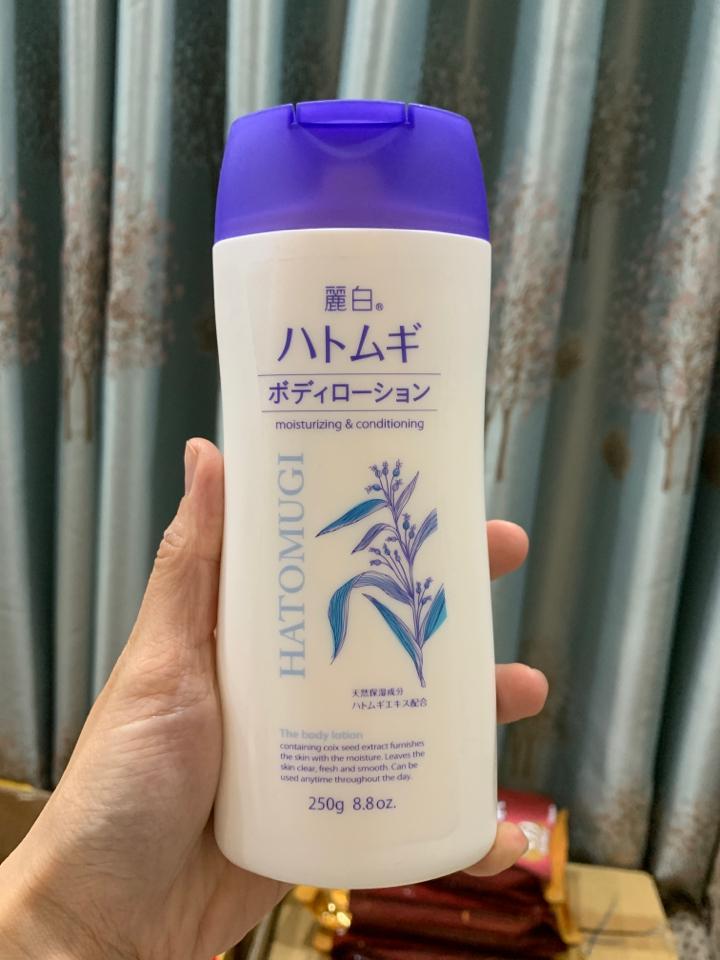 麗白®
ハトムギ
ボディローション
moisturizing & conditioning
HATOMUGI
天然保湿成分
ハトムギエキス配合
The body lotion
containing coix seed extract furnishes
the skin with the moisture. Leaves the
skin clear, fresh and smooth. Can be
used anytime throughout the day.
250g 8.8oz.